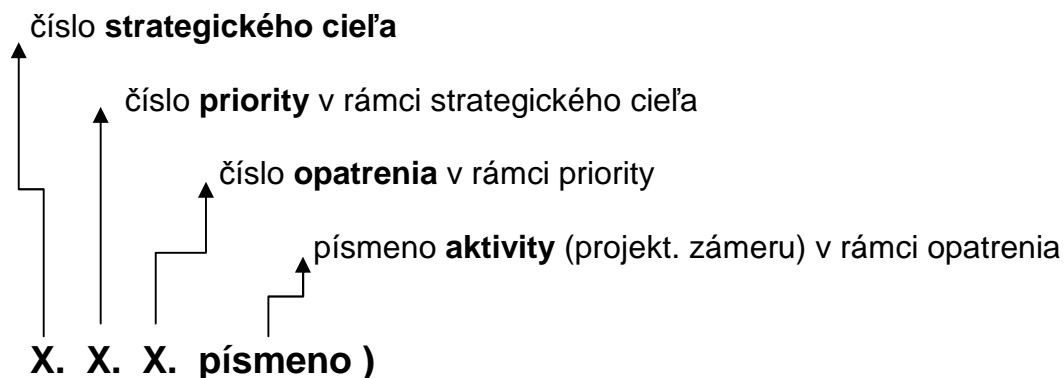 číslo strategického cieľa
číslo priority v rámci strategického cieľa
číslo opatrenia v rámci priority
písmeno aktivity (projekt. zámeru) v rámci opatrenia
X. X. X. písmeno )